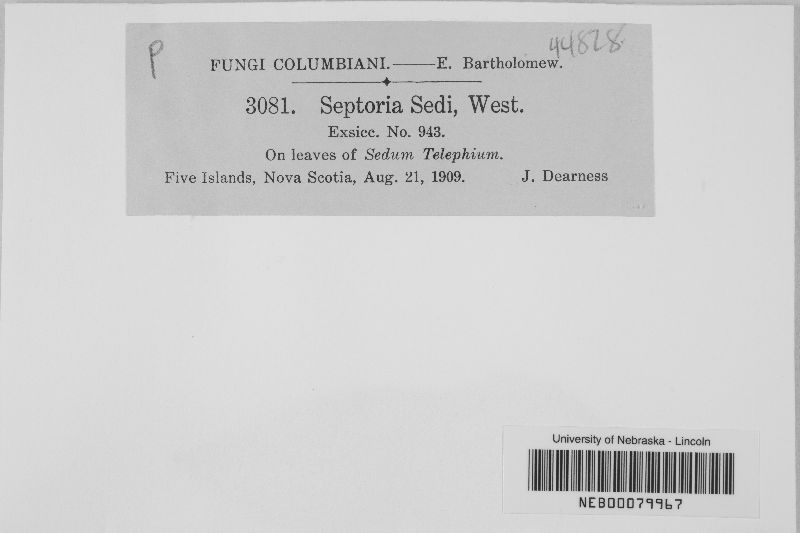 P
44828
FUNGI COLUMBIANI.——E. Bartholomew.
3081. Septoria Sedi, West.
Exsicc. No. 943.
On leaves of Sedum Telephium.
Five Islands, Nova Scotia, Aug. 21, 1909. J. Dearness
University of Nebraska - Lincoln
NEB00079967